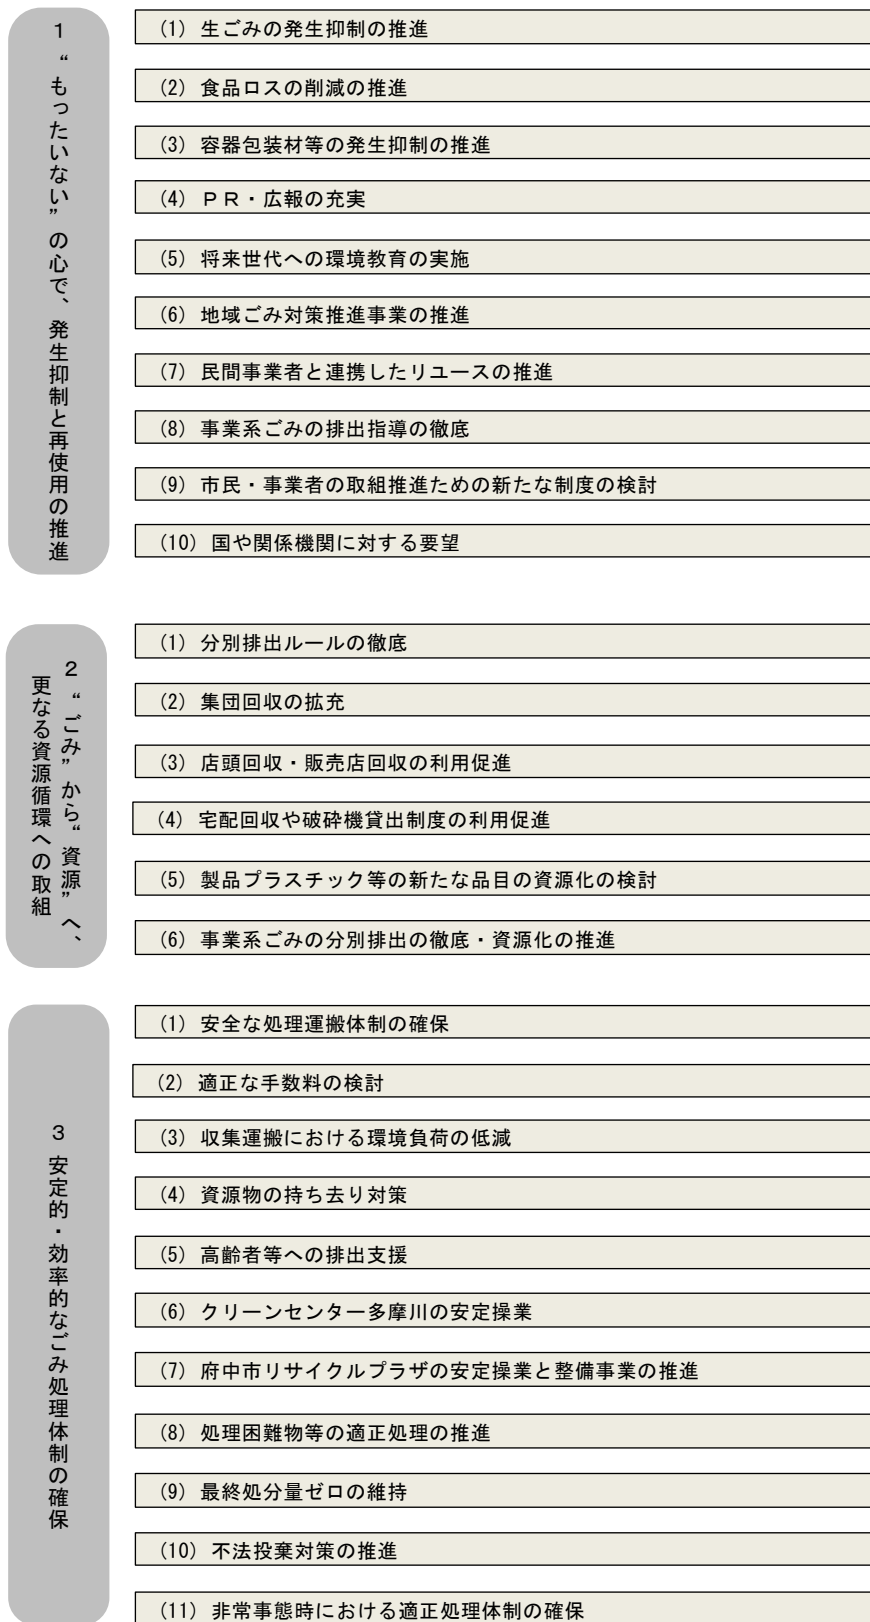 1 “もったいない”の心で、発生抑制と再使用の推進
(1) 生ごみの発生抑制の推進
(2) 食品ロスの削減の推進
(3) 容器包装材等の発生抑制の推進
(4) ＰＲ・広報の充実
(5) 将来世代への環境教育の実施
(6) 地域ごみ対策推進事業の推進
(7) 民間事業者と連携したリユースの推進
(8) 事業系ごみの排出指導の徹底
(9) 市民・事業者の取組推進ための新たな制度の検討
(10) 国や関係機関に対する要望
2 “ごみ”から“資源”へ、
更なる資源循環への取組
(1) 分別排出ルールの徹底
(2) 集団回収の拡充
(3) 店頭回収・販売店回収の利用促進
(4) 宅配回収や破砕機貸出制度の利用促進
(5) 製品プラスチック等の新たな品目の資源化の検討
(6) 事業系ごみの分別排出の徹底・資源化の推進
3 安定的・効率的なごみ処理体制の確保
(1) 安全な処理運搬体制の確保
(2) 適正な手数料の検討
(3) 収集運搬における環境負荷の低減
(4) 資源物の持ち去り対策
(5) 高齢者等への排出支援
(6) クリーンセンター多摩川の安定操業
(7) 府中市リサイクルプラザの安定操業と整備事業の推進
(8) 処理困難物等の適正処理の推進
(9) 最終処分量ゼロの維持
(10) 不法投棄対策の推進
(11) 非常事態時における適正処理体制の確保